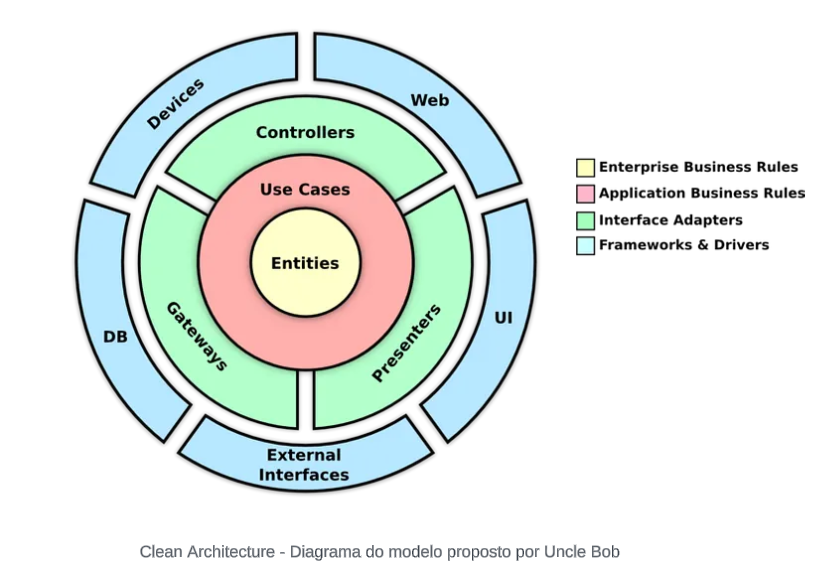 Devices
Web
Controllers
Use Cases
Entities
Gateways
Presenters
DB
UI
External
Interfaces
Enterprise Business Rules
Application Business Rules
Interface Adapters
Frameworks & Drivers
Clean Architecture - Diagrama do modelo proposto por Uncle Bob